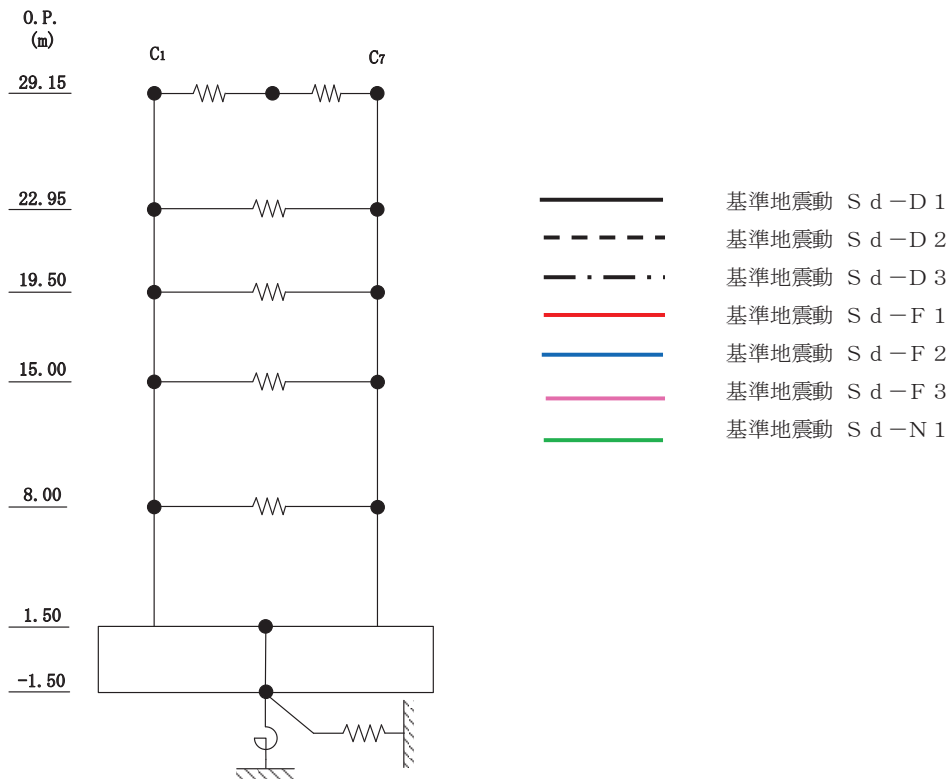 O.P.
(m)
C1
C7
29.15
22.95
19.50
15.00
8.00
1.50
-1.50
基準地震動 Ｓｄ－Ｄ１
基準地震動 Ｓｄ－Ｄ２
基準地震動 Ｓｄ－Ｄ３
基準地震動 Ｓｄ－Ｆ１
基準地震動 Ｓｄ－Ｆ２
基準地震動 Ｓｄ－Ｆ３
基準地震動 Ｓｄ－Ｎ１